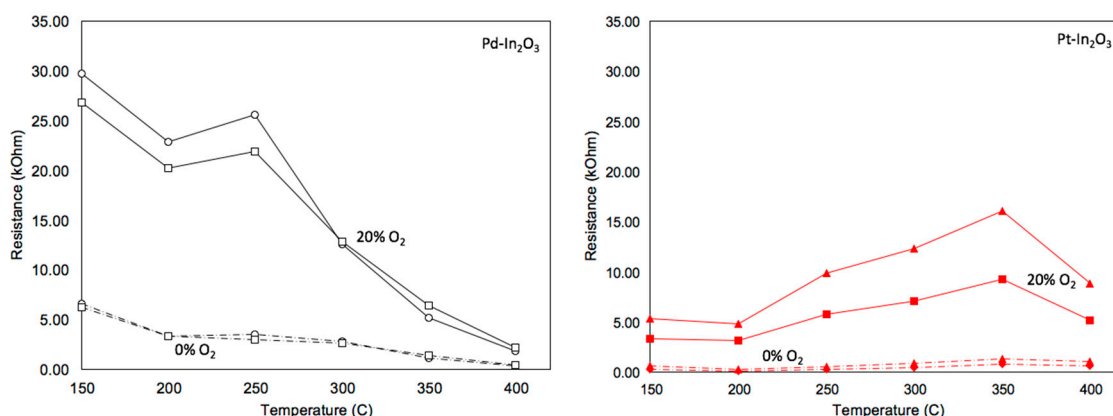 35.00
30.00
25.00
20.00
15.00
10.00
5.00
0.00
Resistance (kOhm)
Pd-In₂O₃
20% O₂
0% O₂
150 200 250 300 350 400
Temperature (C)
35.00
30.00
25.00
20.00
15.00
10.00
5.00
0.00
Resistance (kOhm)
Pt-In₂O₃
20% O₂
0% O₂
150 200 250 300 350 400
Temperature (C)